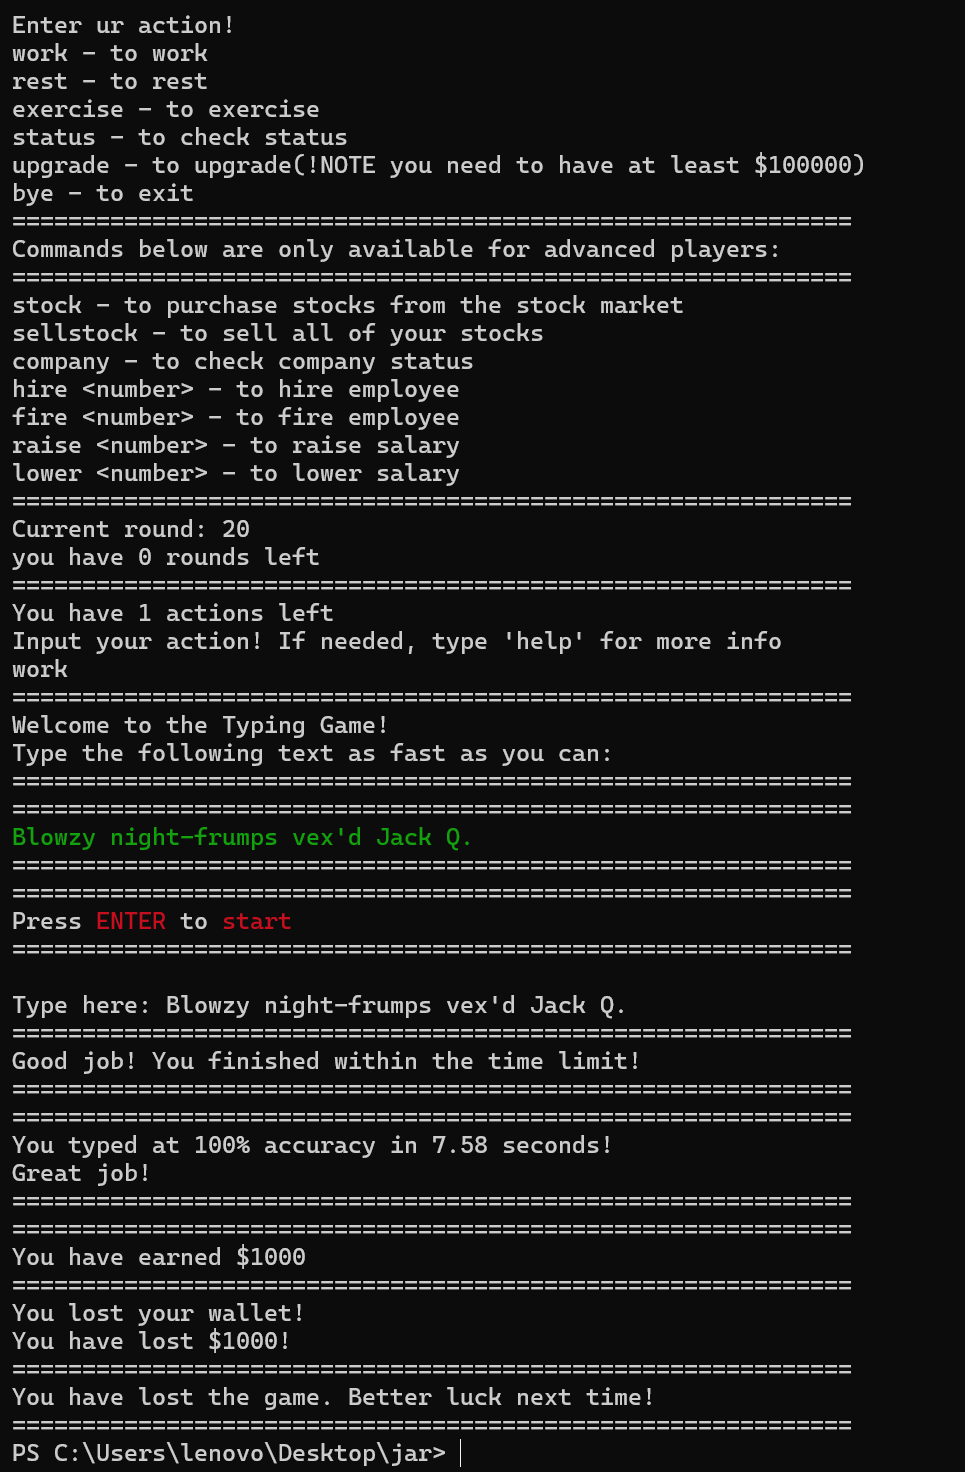 Enter ur action!
work - to work
rest - to rest
exercise - to exercise
status - to check status
upgrade - to upgrade(!NOTE you need to have at least $100000)
bye - to exit
============================================================
Commands below are only available for advanced players:
============================================================
stock - to purchase stocks from the stock market
sellstock - to sell all of your stocks
company - to check company status
hire <number> - to hire employee
fire <number> - to fire employee
raise <number> - to raise salary
lower <number> - to lower salary
============================================================
Current round: 20
you have 0 rounds left
============================================================
You have 1 actions left
Input your action! If needed, type 'help' for more info
work
============================================================
Welcome to the Typing Game!
Type the following text as fast as you can:
============================================================
============================================================
Blowzy night-frumps vex'd Jack Q.
============================================================
============================================================
Press ENTER to start
============================================================
Type here: Blowzy night-frumps vex'd Jack Q.
============================================================
Good job! You finished within the time limit!
============================================================
============================================================
You typed at 100% accuracy in 7.58 seconds!
Great job!
============================================================
============================================================
You have earned $1000
============================================================
You lost your wallet!
You have lost $1000!
============================================================
You have lost the game. Better luck next time!
============================================================
PS C:\Users\lenovo\Desktop\jar>